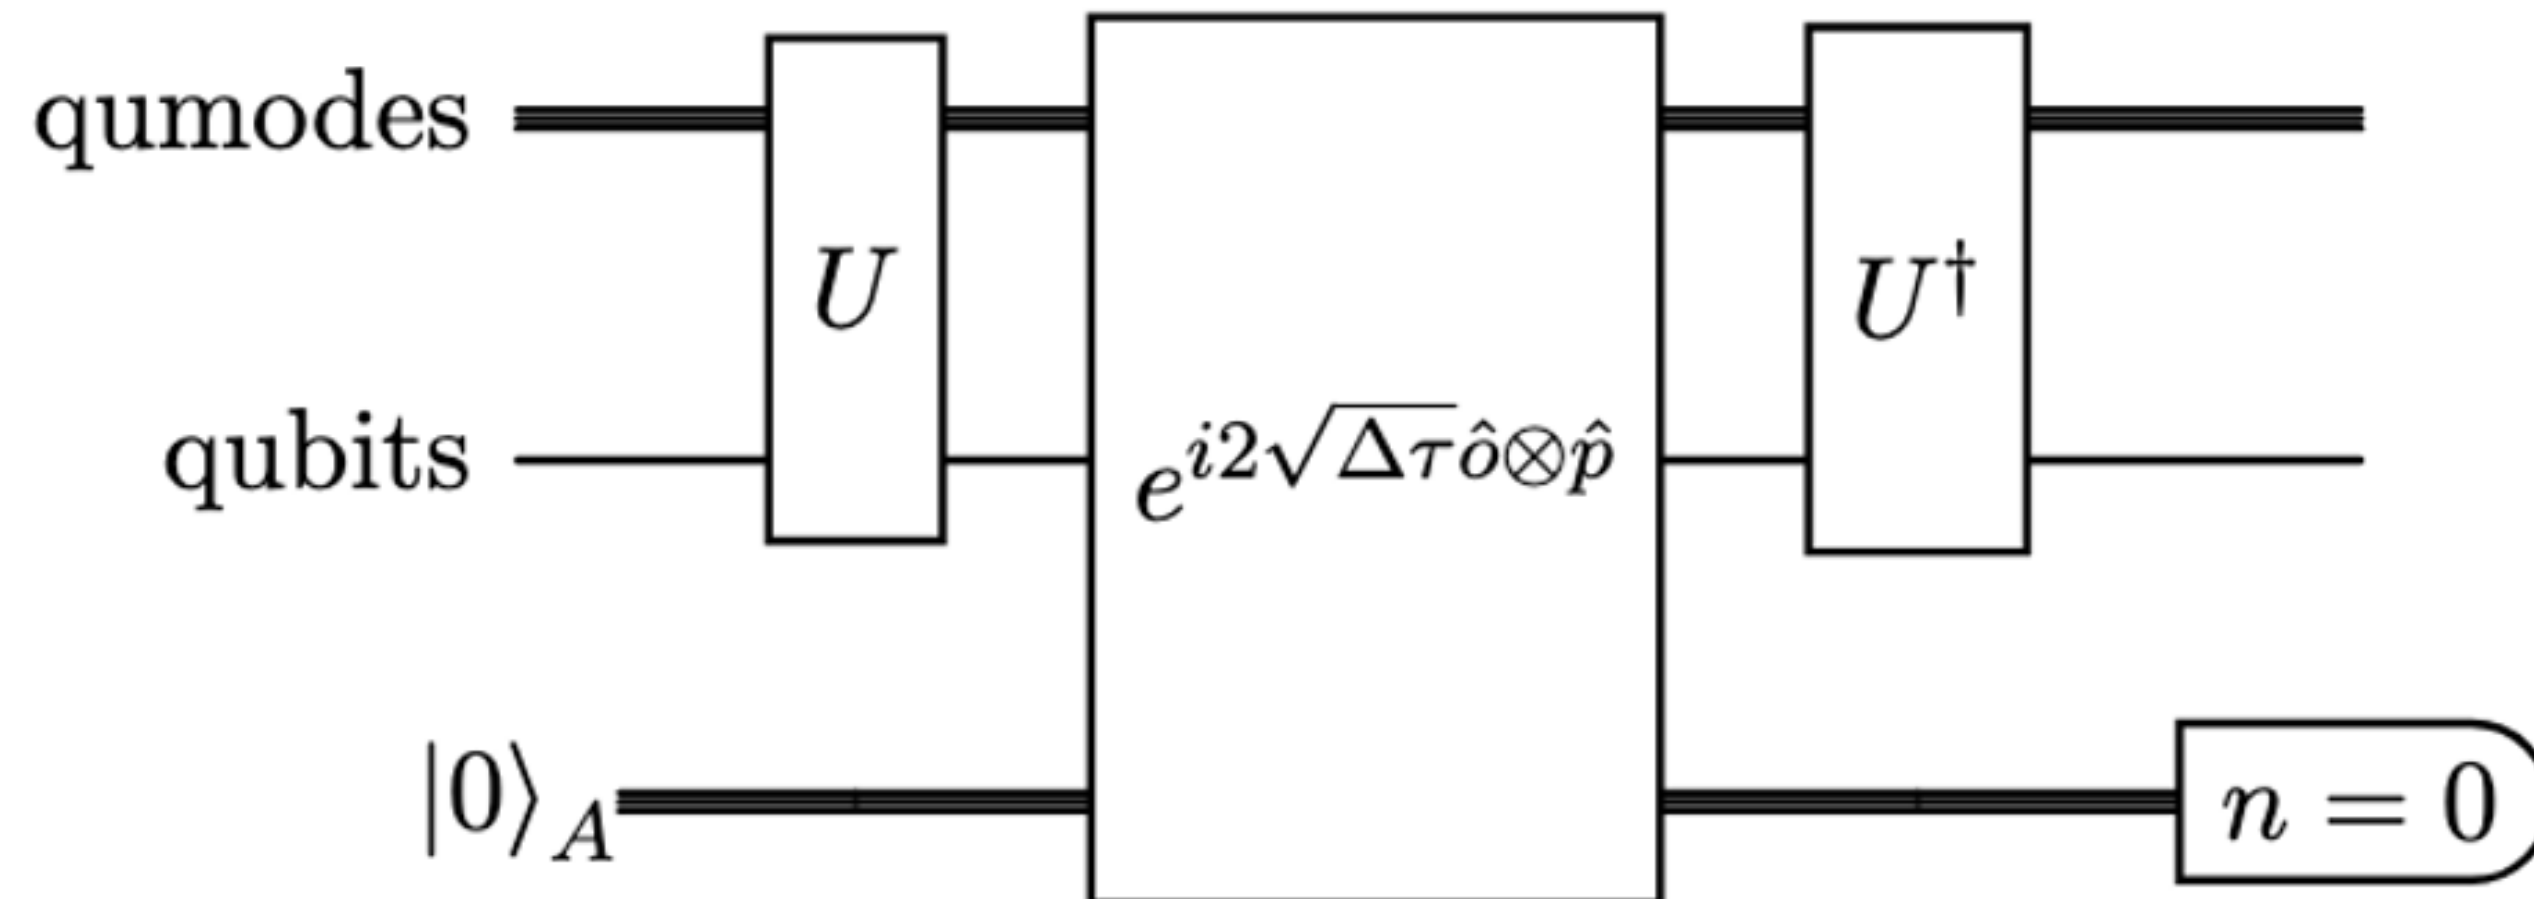 qumodes
U
U†
qubits
e^{i2√Δτ ô⊗p̂}
|0⟩_A
n = 0